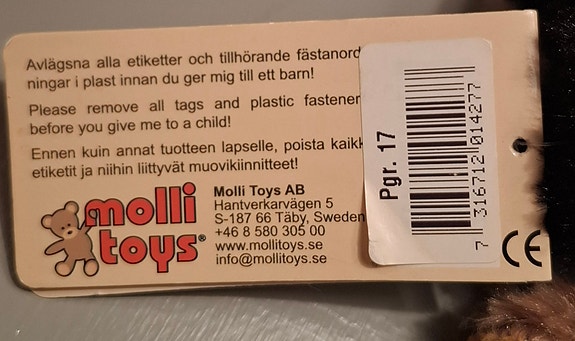 Avlägsna alla etiketter och tillhörande fästanord
ningar i plast innan du ger mig till ett barn!
Please remove all tags and plastic fastener
before you give me to a child!
Ennen kuin annat tuotteen lapselle, poista kaikk
etiketit ja niihin liittyvät muovikiinnitteet!
molli
toys®
Molli Toys AB
Hantverkarvägen 5
S-187 66 Täby, Sweden
+46 8 580 305 00
www.mollitoys.se
info@mollitoys.se
Pgr. 17
7 316712 014277
CE